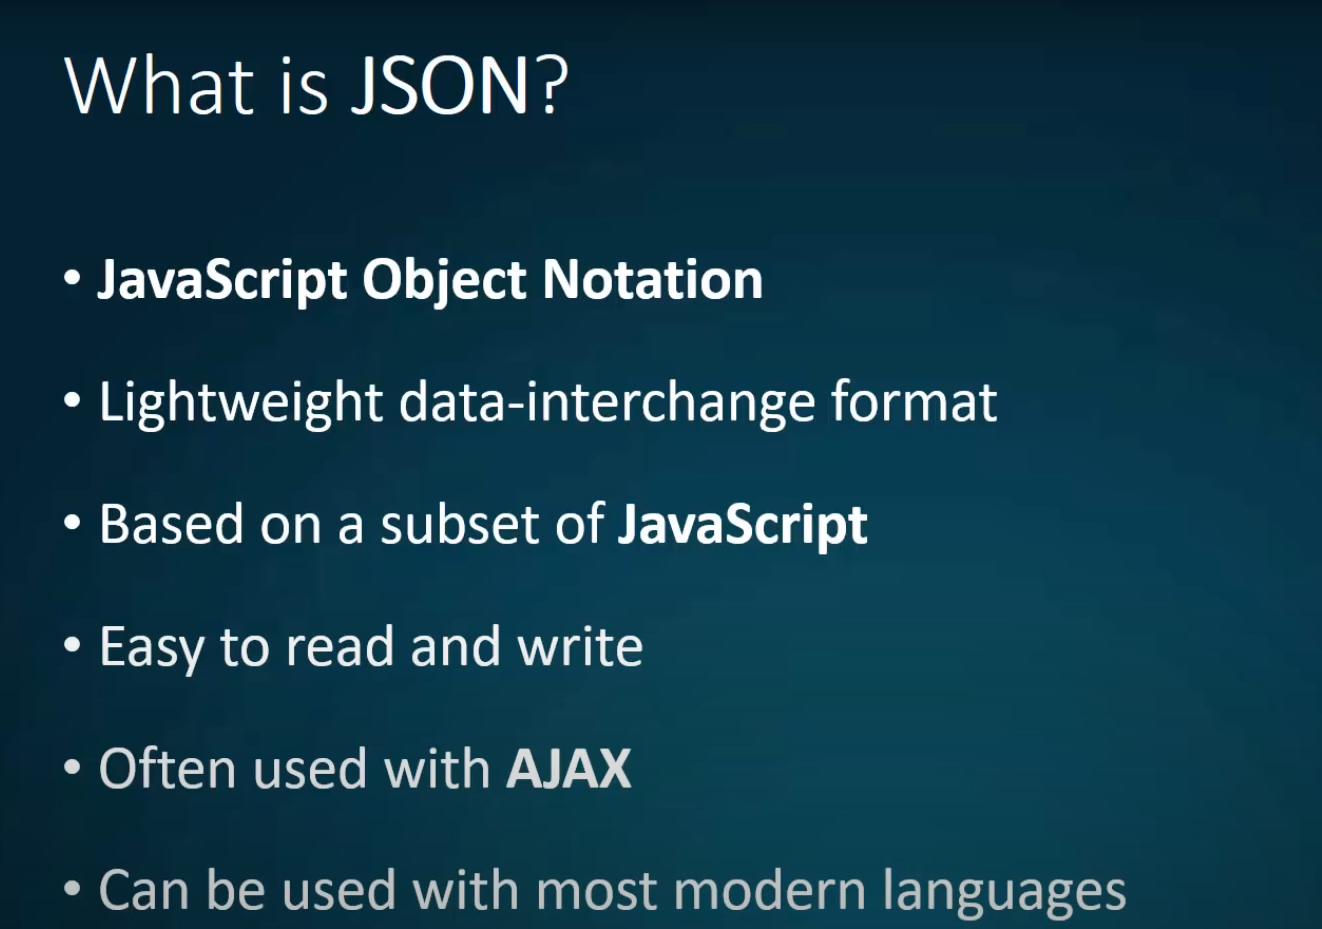 What is JSON?
• JavaScript Object Notation
• Lightweight data-interchange format
• Based on a subset of JavaScript
• Easy to read and write
• Often used with AJAX
• Can be used with most modern languages